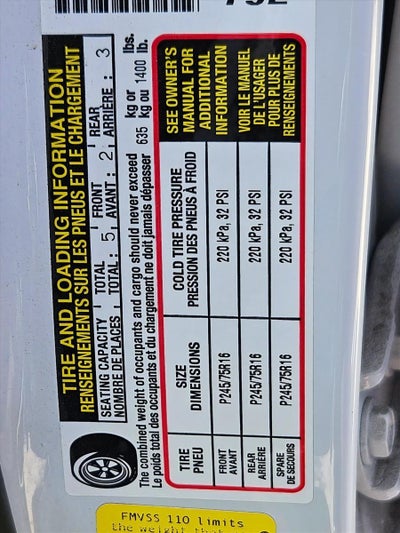 TIRE AND LOADING INFORMATION
RENSEIGNEMENTS SUR LES PNEUS ET LE CHARGEMENT
SEATING CAPACITY TOTAL FRONT REAR
NOMBRE DE PLACES TOTAL : 5 AVANT : 2 ARRIÈRE : 3
The combined weight of occupants and cargo should never exceed 635 kg or 1400 lbs.
Le poids total des occupants et du chargement ne doit jamais dépasser kg ou lb.
TIRE SIZE COLD TIRE PRESSURE SEE OWNER'S
PNEU DIMENSIONS PRESSION DES PNEUS À FROID MANUAL FOR
ADDITIONAL
INFORMATION
FRONT P245/75R16 220 kPa, 32 PSI
AVANT
REAR P245/75R16 220 kPa, 32 PSI
ARRIÈRE
SPARE P245/75R16 220 kPa, 32 PSI
DE SECOURS
VOIR LE MANUEL
DE L'USAGER
POUR PLUS DE
RENSEIGNEMENTS
FMVSS 110 limits
the weight that